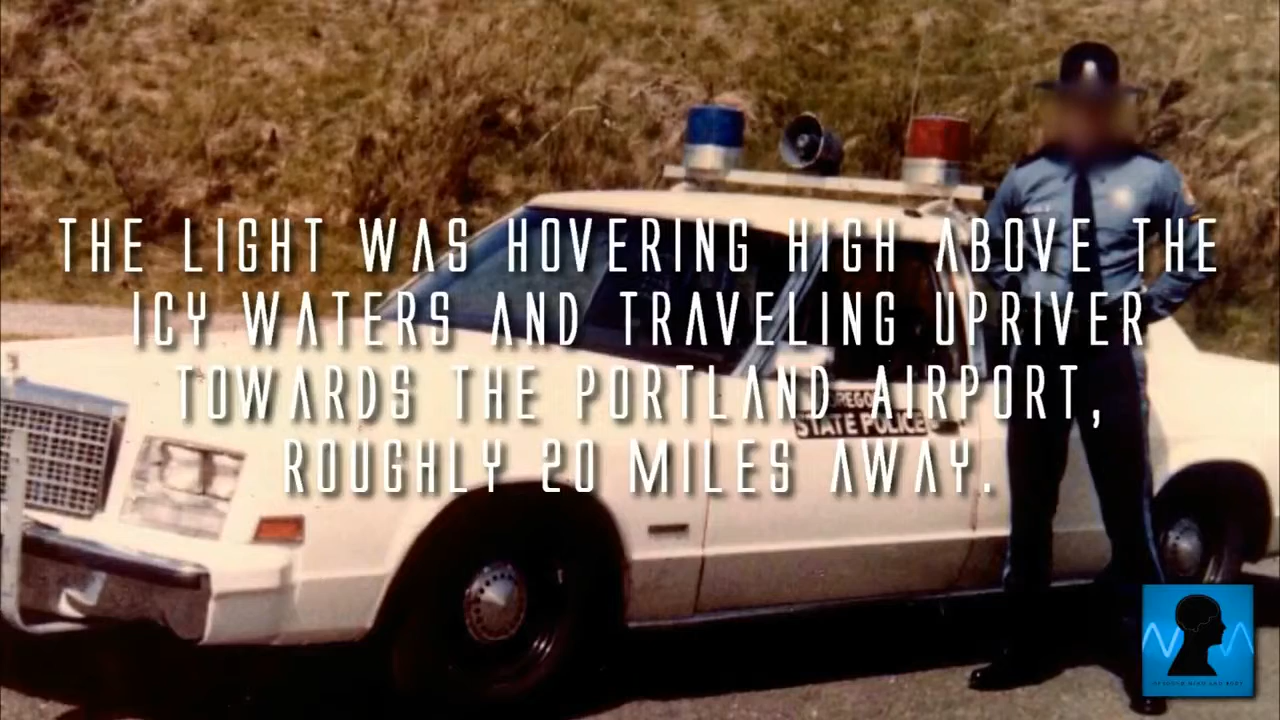 THE LIGHT WAS HOVERING HIGH ABOVE THE
ICY WATERS AND TRAVELING UPRIVER
TOWARDS THE PORTLAND AIRPORT,
ROUGHLY 20 MILES AWAY.
STATE POLICE